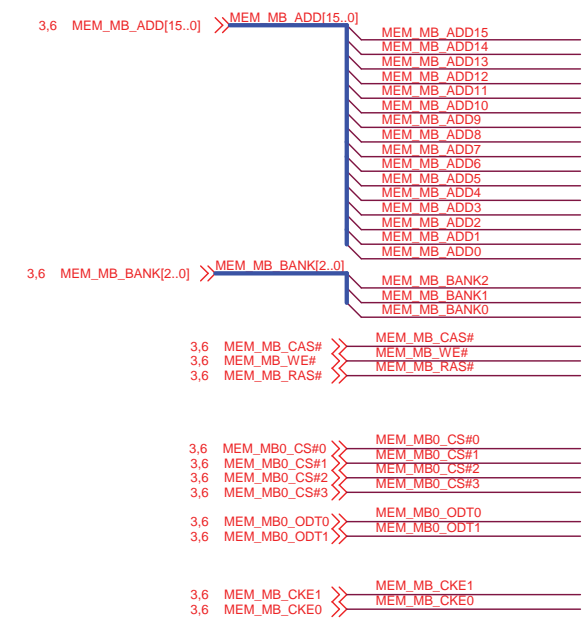 3,6 MEM_MB_ADD[15..0] MEM_MB_ADD[15..0]
MEM_MB_ADD15
MEM_MB_ADD14
MEM_MB_ADD13
MEM_MB_ADD12
MEM_MB_ADD11
MEM_MB_ADD10
MEM_MB_ADD9
MEM_MB_ADD8
MEM_MB_ADD7
MEM_MB_ADD6
MEM_MB_ADD5
MEM_MB_ADD4
MEM_MB_ADD3
MEM_MB_ADD2
MEM_MB_ADD1
MEM_MB_ADD0
3,6 MEM_MB_BANK[2..0] MEM_MB_BANK[2..0]
MEM_MB_BANK2
MEM_MB_BANK1
MEM_MB_BANK0
3,6 MEM_MB_CAS# MEM_MB_CAS#
3,6 MEM_MB_WE# MEM_MB_WE#
3,6 MEM_MB_RAS# MEM_MB_RAS#
3,6 MEM_MB0_CS#0 MEM_MB0_CS#0
3,6 MEM_MB0_CS#1 MEM_MB0_CS#1
3,6 MEM_MB0_CS#2 MEM_MB0_CS#2
3,6 MEM_MB0_CS#3 MEM_MB0_CS#3
3,6 MEM_MB0_ODT0 MEM_MB0_ODT0
3,6 MEM_MB0_ODT1 MEM_MB0_ODT1
3,6 MEM_MB_CKE1 MEM_MB_CKE1
3,6 MEM_MB_CKE0 MEM_MB_CKE0